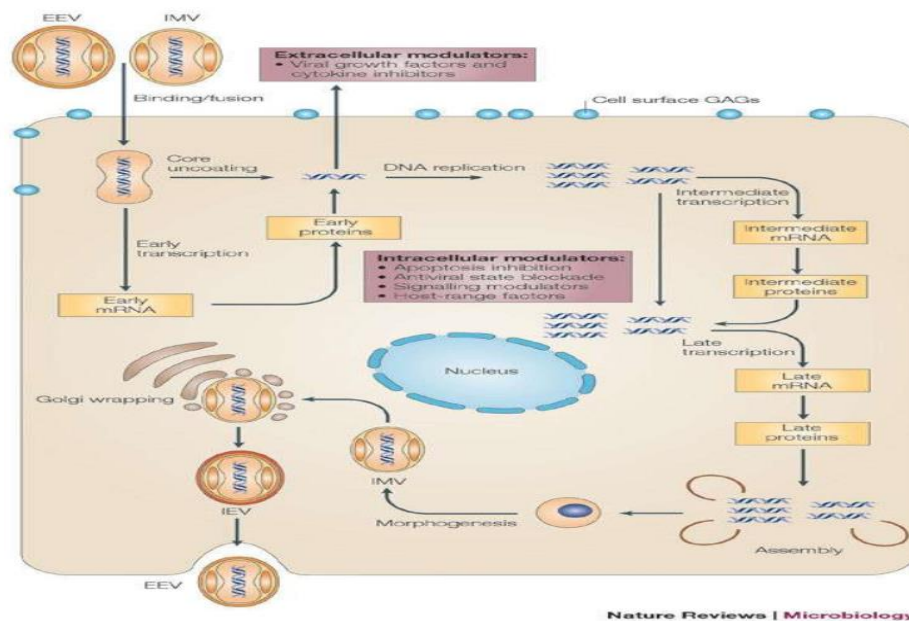 EEV
IMV
Extracellular modulators:
• Viral growth factors and
cytokine inhibitors
Binding/fusion
Cell surface GAGs
Core
uncoating
DNA replication
Intermediate
transcription
Early
proteins
Early
transcription
Intermediate
mRNA
Intracellular modulators:
• Apoptosis inhibition
• Antiviral state blockade
• Signalling modulators
• Host-range factors
Intermediate
proteins
Early
mRNA
Late
transcription
Nucleus
Late
mRNA
Golgi wrapping
Late
proteins
IMV
IEV
Morphogenesis
Assembly
EEV
Nature Reviews | Microbiology